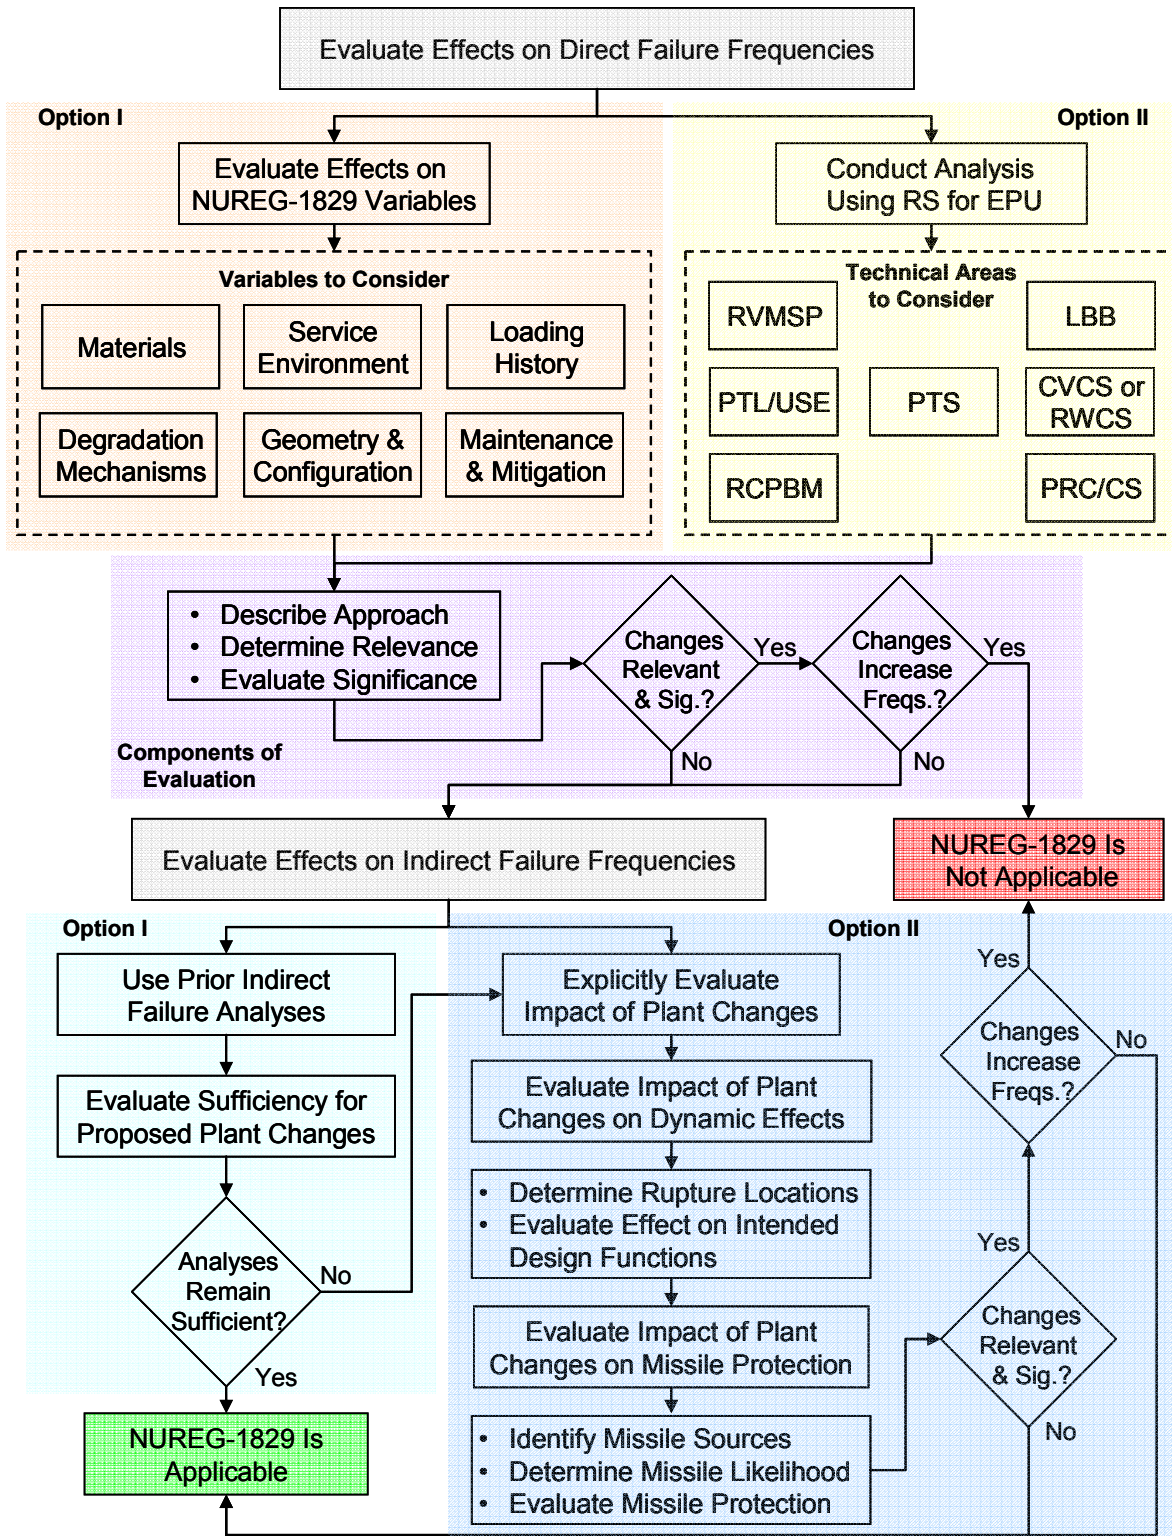 Evaluate Effects on Direct Failure Frequencies
Option I
Option II
Evaluate Effects on
NUREG-1829 Variables
Conduct Analysis
Using RS for EPU
Variables to Consider
Materials
Service
Environment
Loading
History
Degradation
Mechanisms
Geometry &
Configuration
Maintenance
& Mitigation
Technical Areas
to Consider
RVMSP
LBB
PTL/USE
PTS
CVCS or
RWCS
RCPBM
PRC/CS
• Describe Approach
• Determine Relevance
• Evaluate Significance
Changes
Relevant
& Sig.?
Yes
Changes
Increase
Freqs.?
Yes
Components of
Evaluation
No
No
Evaluate Effects on Indirect Failure Frequencies
NUREG-1829 Is
Not Applicable
Option I
Option II
Use Prior Indirect
Failure Analyses
Evaluate Sufficiency for
Proposed Plant Changes
Analyses
Remain
Sufficient?
No
Yes
NUREG-1829 Is
Applicable
Explicitly Evaluate
Impact of Plant Changes
Evaluate Impact of Plant
Changes on Dynamic Effects
• Determine Rupture Locations
• Evaluate Effect on Intended
Design Functions
Evaluate Impact of Plant
Changes on Missile Protection
• Identify Missile Sources
• Determine Missile Likelihood
• Evaluate Missile Protection
Yes
Changes
Increase
Freqs.?
No
Yes
Changes
Relevant
& Sig.?
No